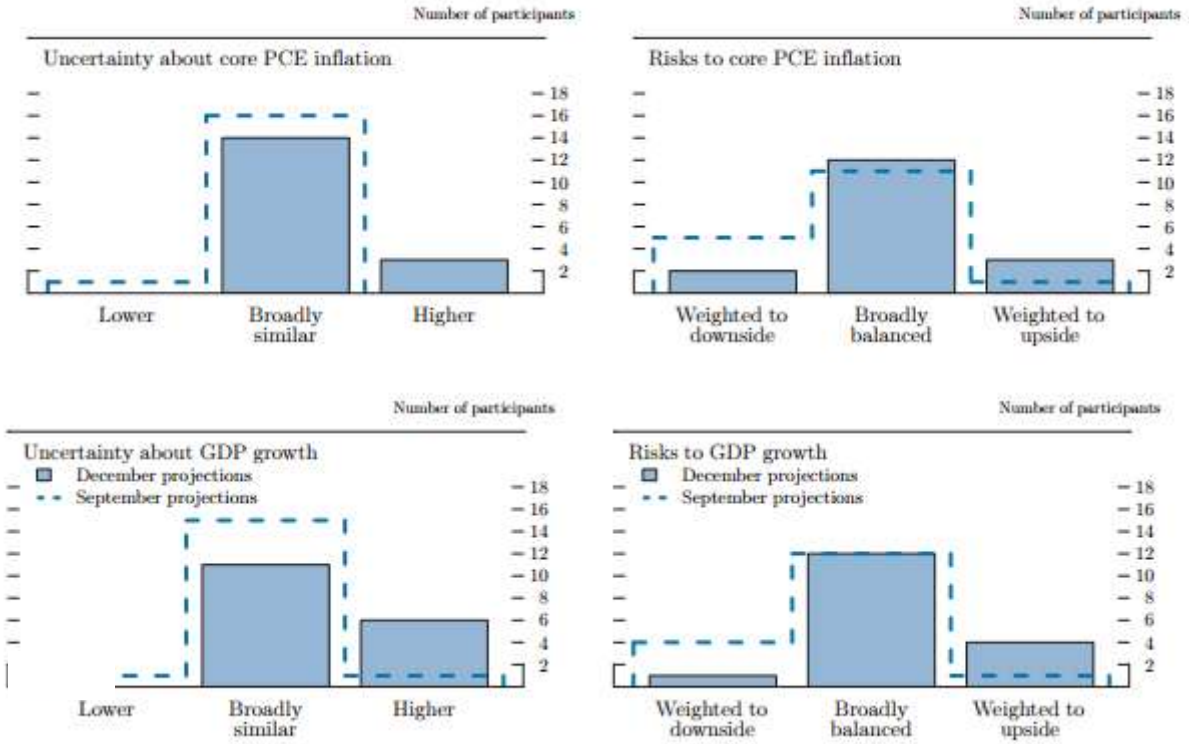 Number of participants
Uncertainty about core PCE inflation
18
16
14
12
10
8
6
4
2
Lower
Broadly similar
Higher
Number of participants
Risks to core PCE inflation
18
16
14
12
10
8
6
4
2
Weighted to downside
Broadly balanced
Weighted to upside
Number of participants
Uncertainty about GDP growth
December projections
September projections
18
16
14
12
10
8
6
4
2
Lower
Broadly similar
Higher
Number of participants
Risks to GDP growth
December projections
September projections
18
16
14
12
10
8
6
4
2
Weighted to downside
Broadly balanced
Weighted to upside